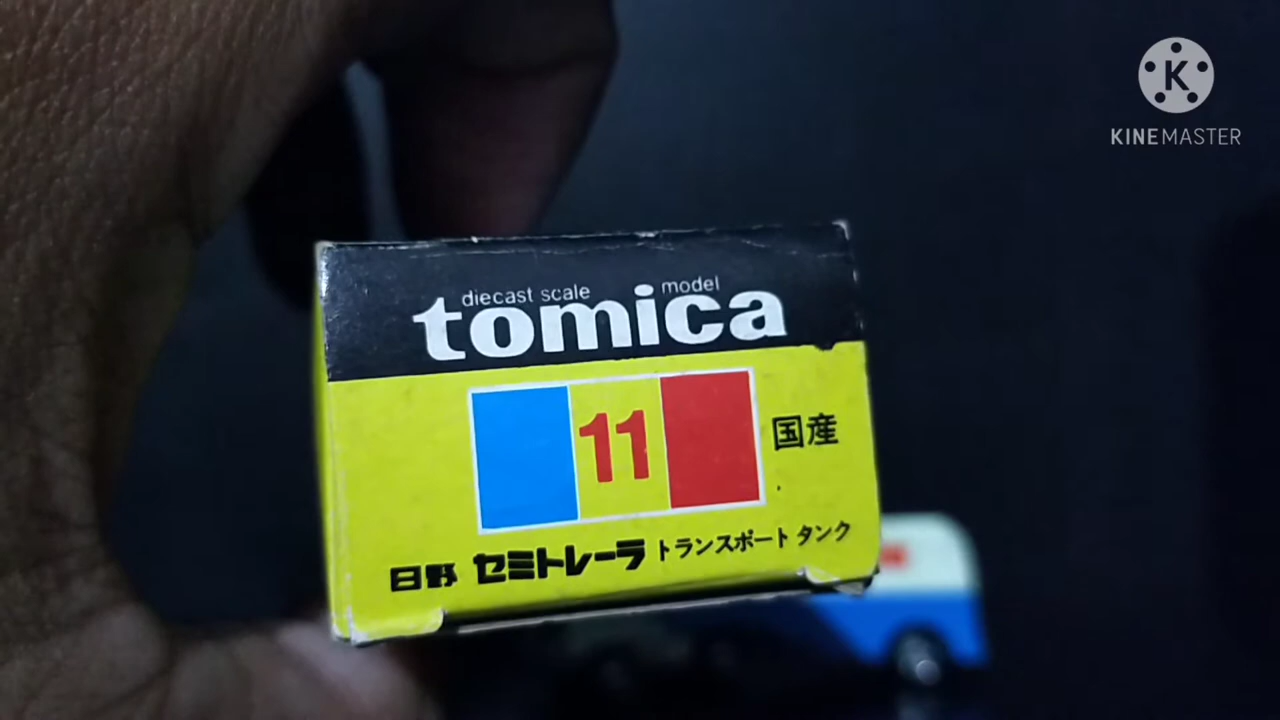 KINEMASTER
diecast scale model
tomica
11
国産
日野 セミトレーラ トランスポート タンク